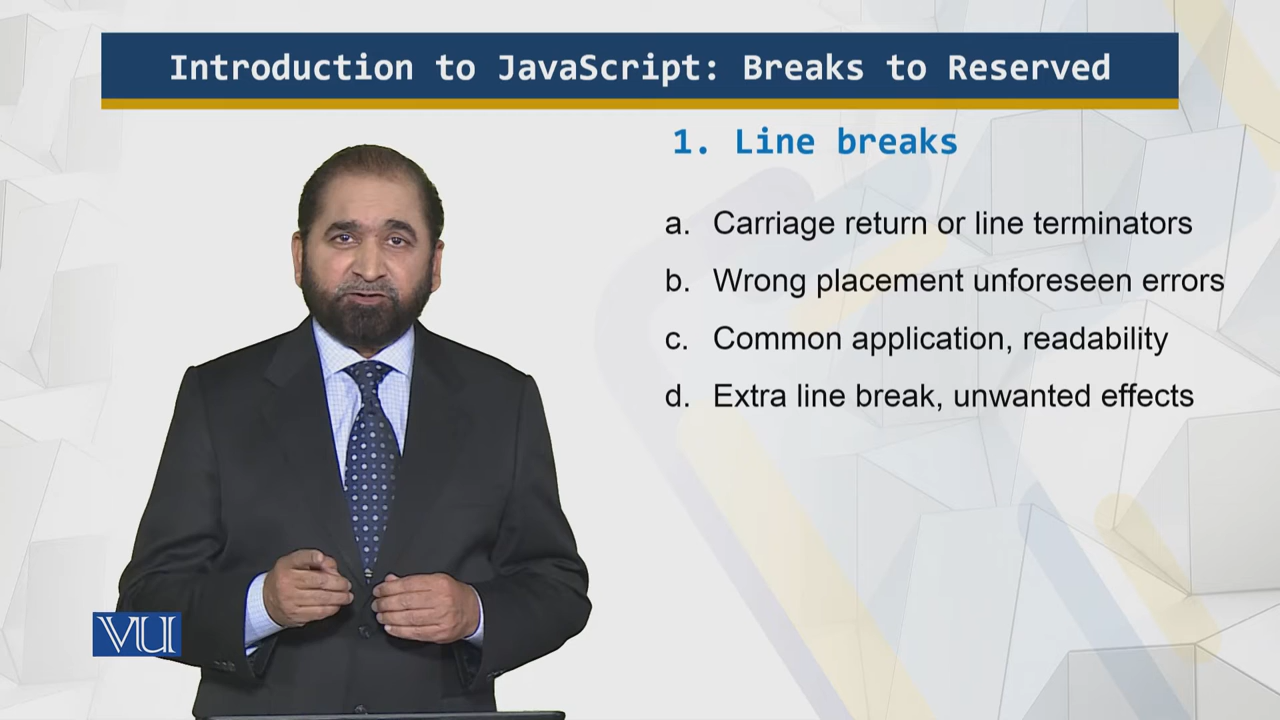 Introduction to JavaScript: Breaks to Reserved
1. Line breaks
a. Carriage return or line terminators
b. Wrong placement unforeseen errors
c. Common application, readability
d. Extra line break, unwanted effects
VU